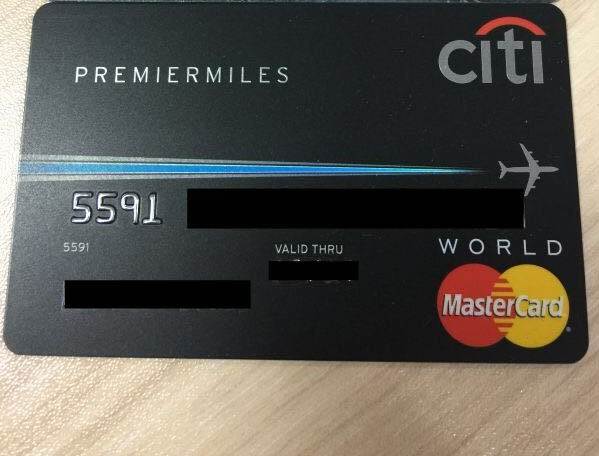 PREMIERMILES
citi
5591
5591
VALID THRU
WORLD
MasterCard